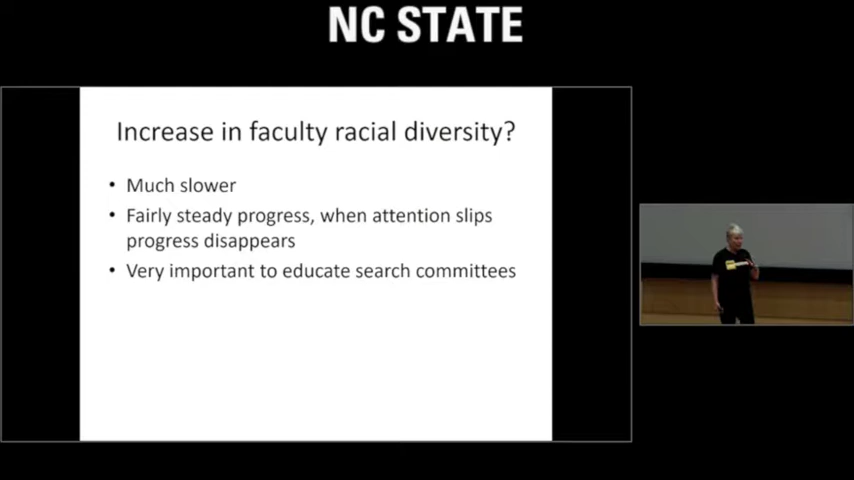 NC STATE
Increase in faculty racial diversity?
• Much slower
• Fairly steady progress, when attention slips
progress disappears
• Very important to educate search committees